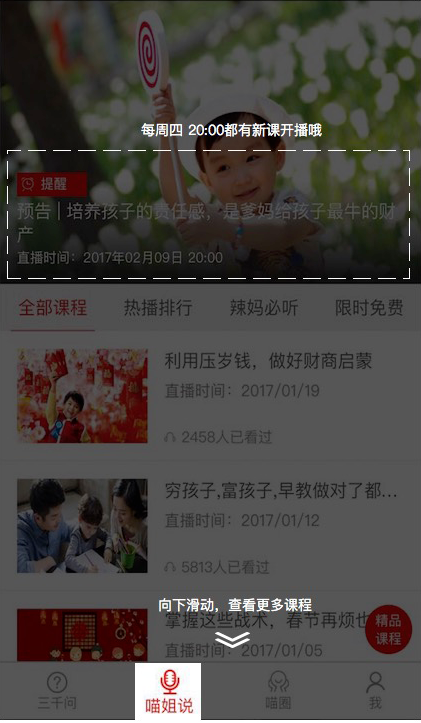 每周四 20:00都有新课开播哦
提醒
预告 | 培养孩子的责任感，是爹妈给孩子最牛的财
产
直播时间：2017年02月09日 20:00
全部课程 热播排行 辣妈必听 限时免费
利用压岁钱，做好财商启蒙
直播时间：2017/01/19
2458人已看过
穷孩子,富孩子,早教做对了都...
直播时间：2017/01/12
5813人已看过
向下滑动，查看更多课程
掌握这些战术，春节再烦也
直播时间：2017/01/05
精品
课程
三千问 喵姐说 喵圈 我